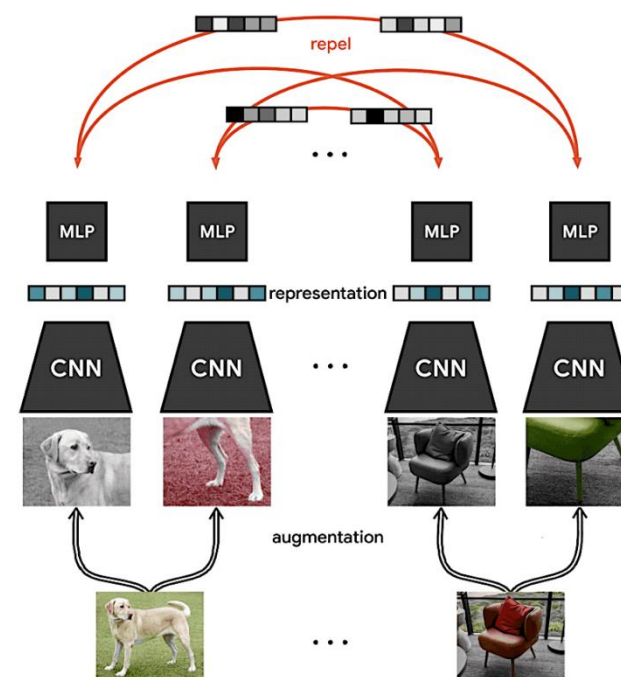 repel
...
MLP MLP MLP MLP
representation
CNN CNN ... CNN CNN
augmentation
...